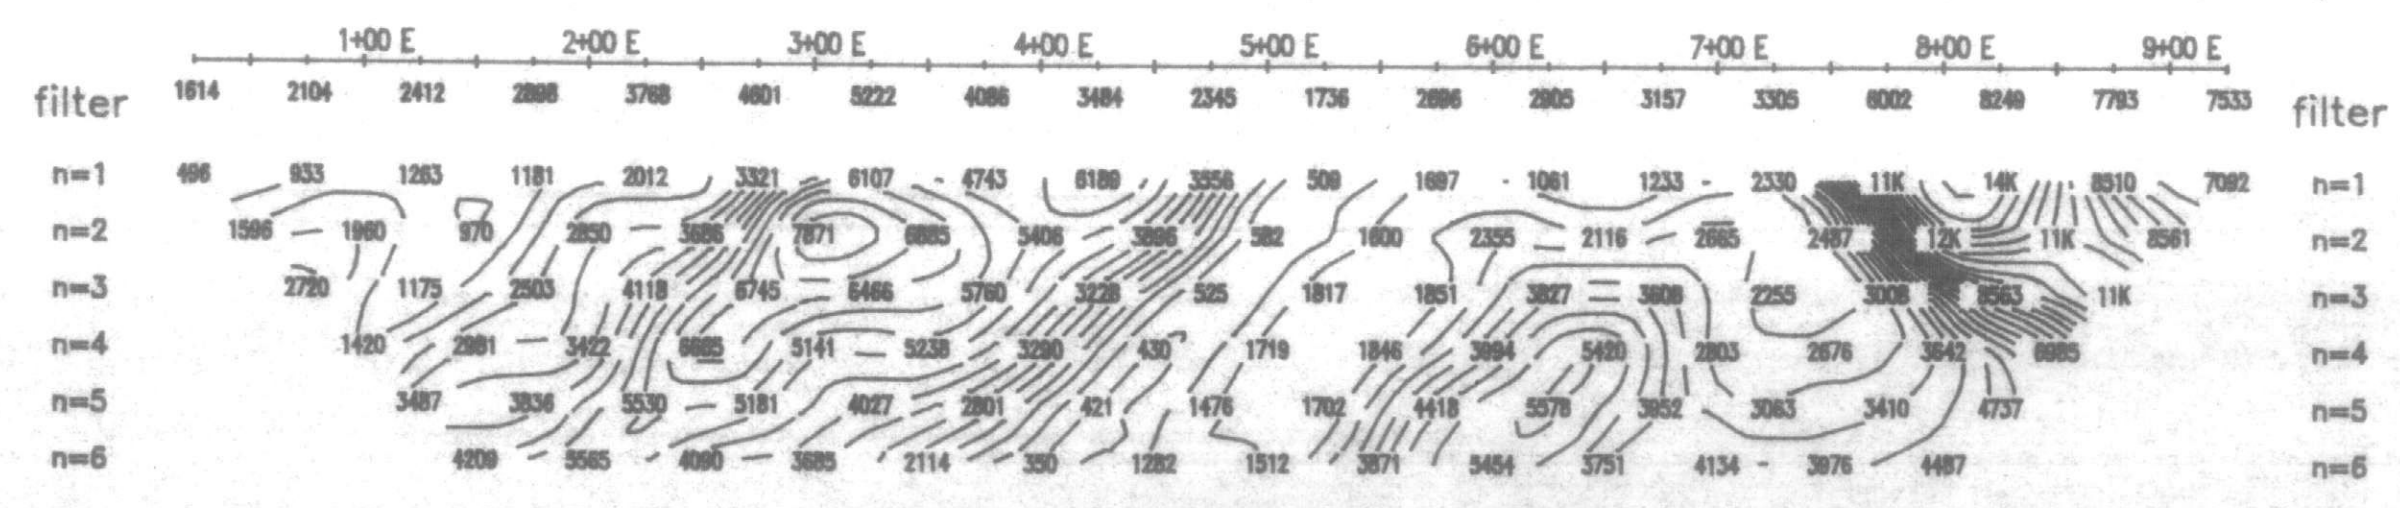 1+00 E 2+00 E 3+00 E 4+00 E 5+00 E 6+00 E 7+00 E 8+00 E 9+00 E
filter 1614 2104 2412 2898 3768 4601 5222 4086 3484 2345 1736 2696 2905 3157 3305 6002 8249 7793 7533 filter
n=1 496 933 1263 1181 2012 3321 6107 4743 6189 3556 509 1697 1061 1233 2330 11K 14K 8510 7092 n=1
n=2 1596 1960 970 2850 3686 7871 6885 5406 3896 582 1600 2355 2116 2665 2487 12K 11K 8561 n=2
n=3 2720 1175 2503 4118 6745 6466 5760 3228 525 1817 1851 3827 3608 2255 3008 8563 11K n=3
n=4 1420 2981 3422 6665 5141 5238 3290 430 1719 1846 3994 5420 2803 2676 3642 6985 n=4
n=5 3487 3836 5530 5181 4027 2801 421 1476 1702 4418 5578 3952 3063 3410 4737 n=5
n=6 4209 5565 4090 3685 2114 350 1282 1512 3871 5454 3751 4134 3976 4487 n=6